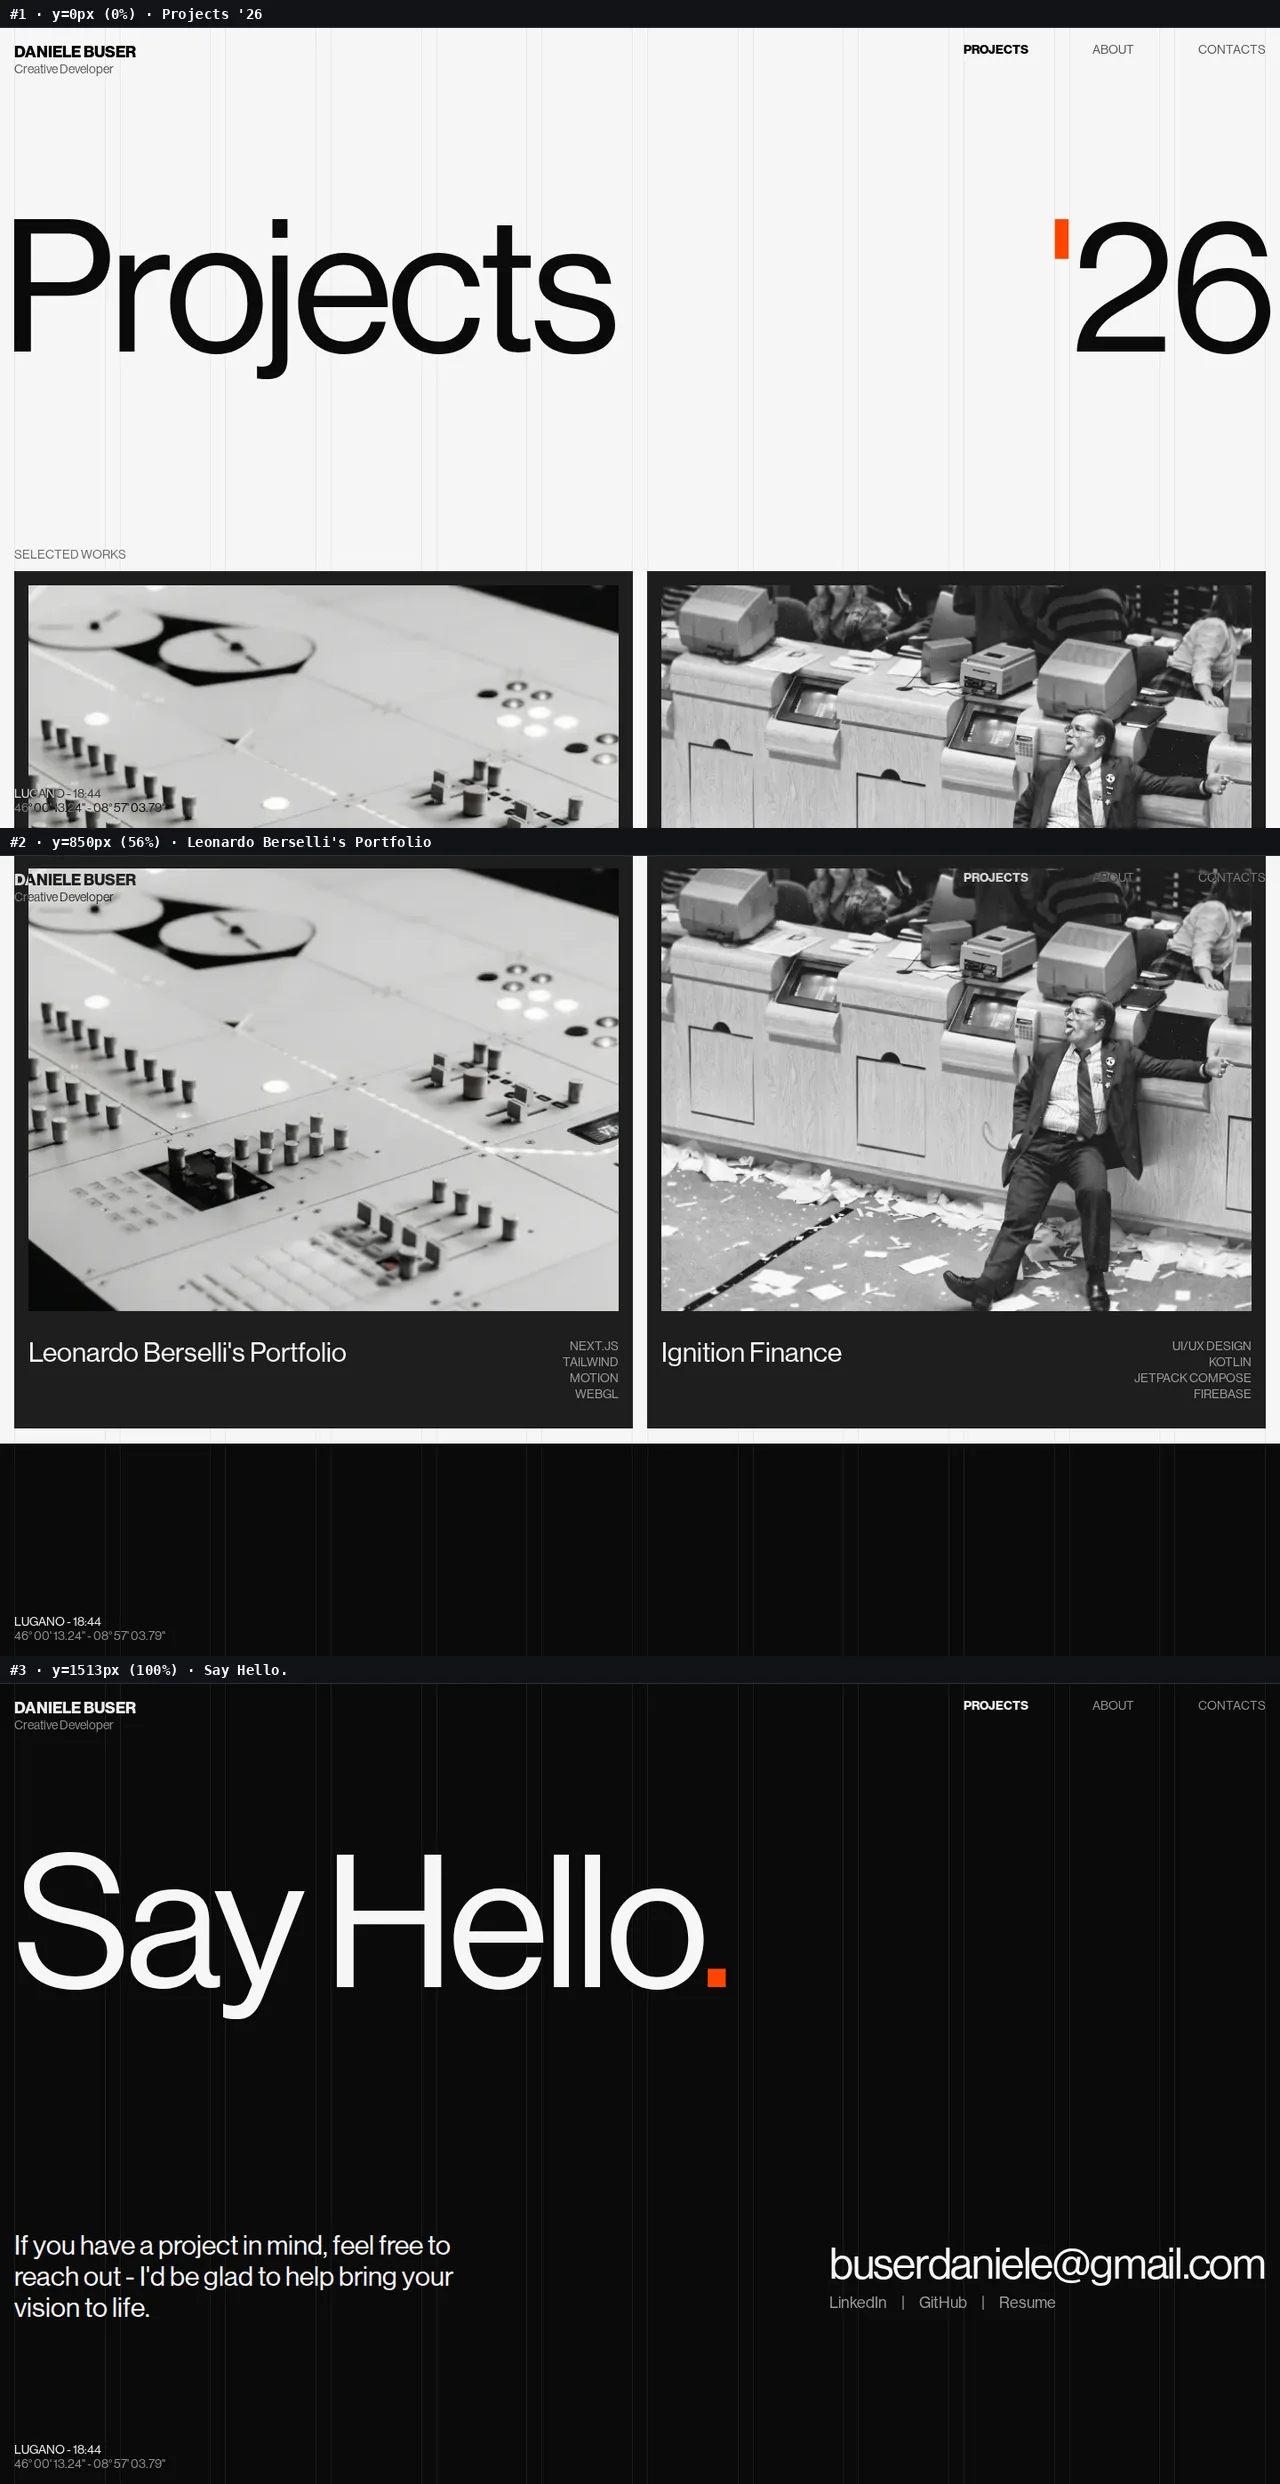 #1 · y=0px (0%) · Projects '26
DANIELE BUSER
Creative Developer
PROJECTS
ABOUT
CONTACTS
Projects
'26
SELECTED WORKS
LUGANO - 18:44
46°00'13.24" - 08°57'03.79"
#2 · y=850px (56%) · Leonardo Berselli's Portfolio
DANIELE BUSER
Creative Developer
PROJECTS
ABOUT
CONTACTS
Leonardo Berselli's Portfolio
NEXT.JS
TAILWIND
MOTION
WEBGL
Ignition Finance
UI/UX DESIGN
KOTLIN
JETPACK COMPOSE
FIREBASE
LUGANO - 18:44
46°00'13.24" - 08°57'03.79"
#3 · y=1513px (100%) · Say Hello.
DANIELE BUSER
Creative Developer
PROJECTS
ABOUT
CONTACTS
Say Hello.
If you have a project in mind, feel free to
reach out - I'd be glad to help bring your
vision to life.
buserdaniele@gmail.com
LinkedIn | GitHub | Resume
LUGANO - 18:44
46°00'13.24" - 08°57'03.79"